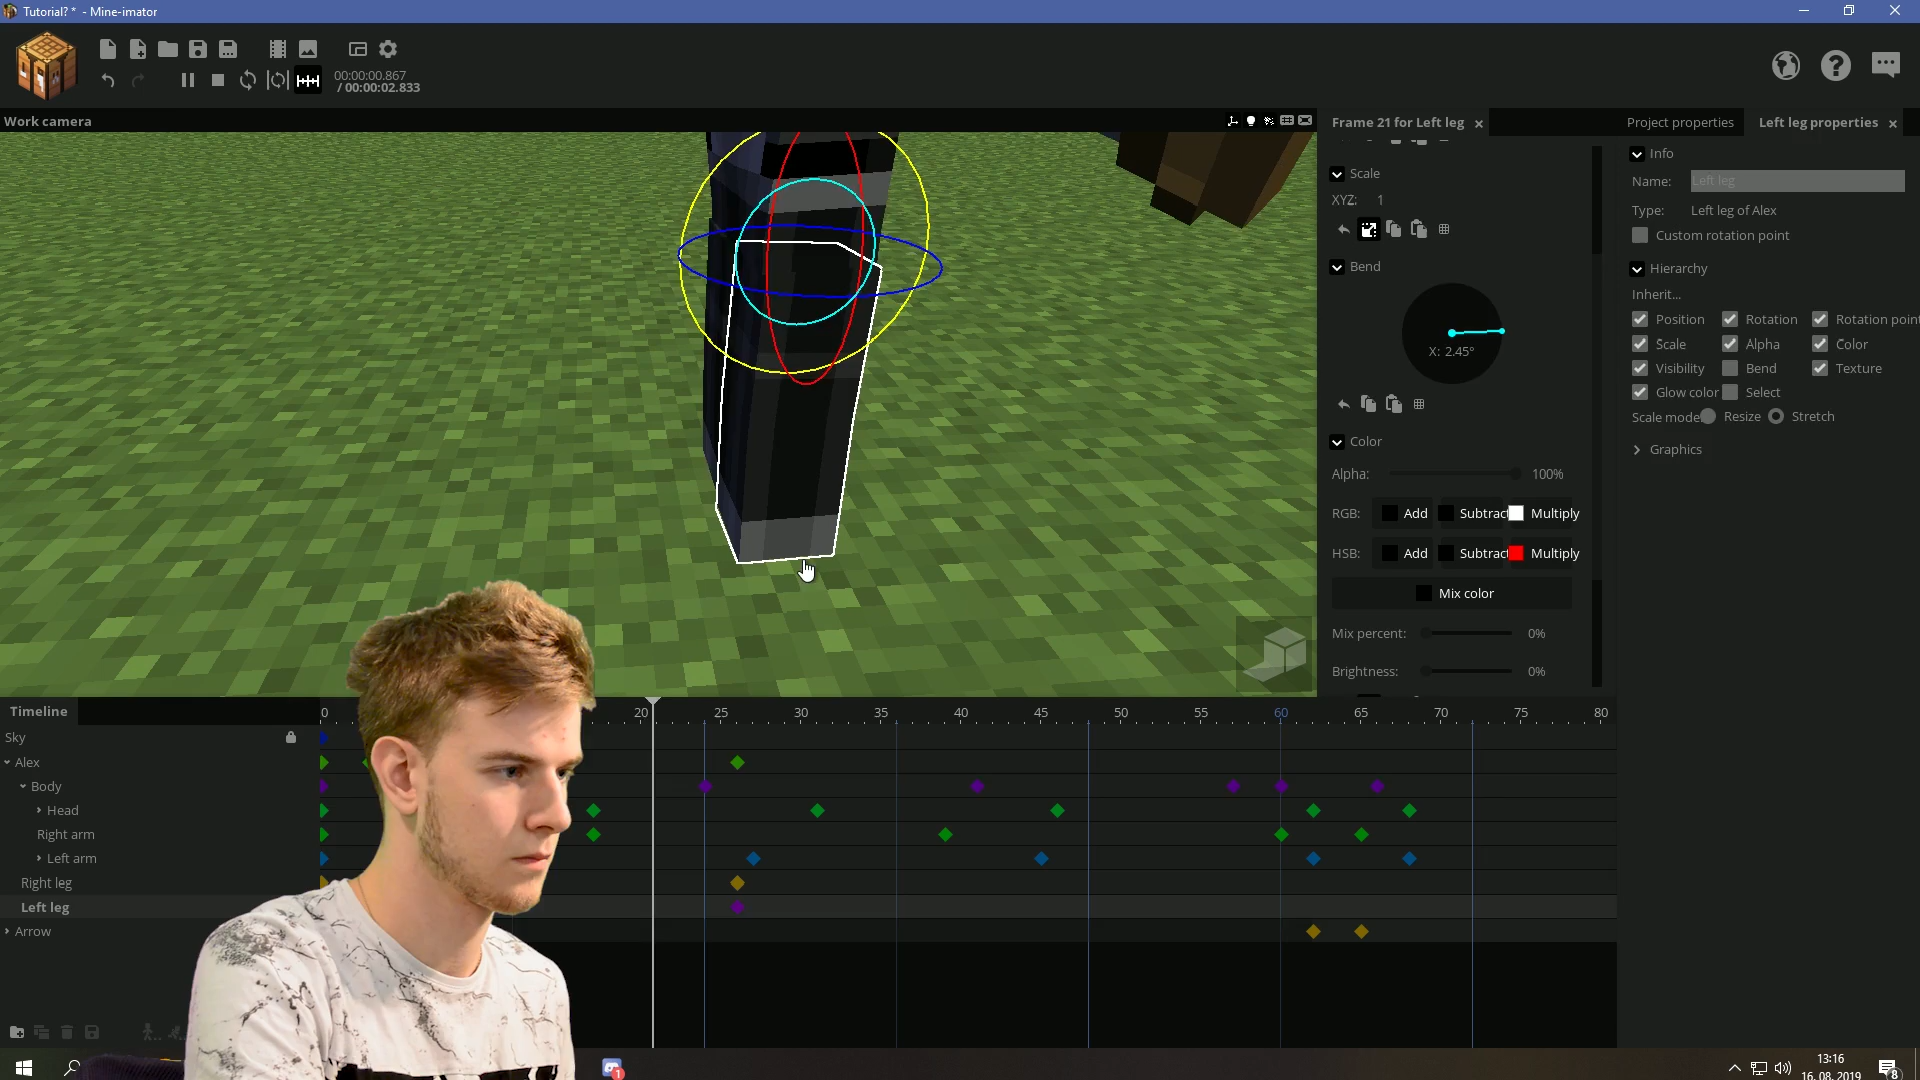 Tutorial? * - Mine-imator
00:00:00.867
/ 00:00:02.833
Work camera
Frame 21 for Left leg
Project properties
Left leg properties
Scale
XYZ: 1
Bend
X: 2.45°
Color
Alpha: 100%
RGB: Add Subtract Multiply
HSB: Add Subtract Multiply
Mix color
Mix percent: 0%
Brightness: 0%
Info
Name: Left leg
Type: Left leg of Alex
Custom rotation point
Hierarchy
Inherit...
Position Rotation Rotation point
Scale Alpha Color
Visibility Bend Texture
Glow color Select
Scale mode Resize Stretch
Graphics
Timeline
0 20 25 30 35 40 45 50 55 60 65 70 75 80
Sky
Alex
Body
Head
Right arm
Left arm
Right leg
Left leg
Arrow
1
13:16
16. 08. 2019
8